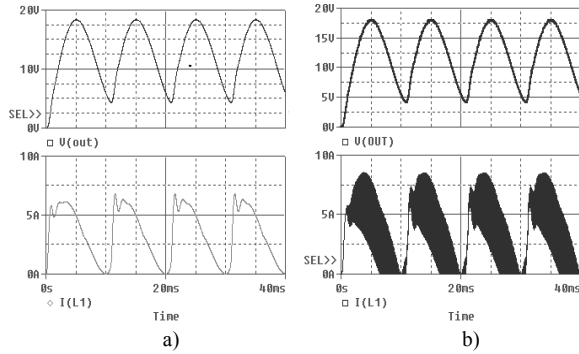 20V
10V
SEL>>
0V
V(out)
10A
5A
0A
0s
20ms
40ms
I(L1)
Time
a)
20V
15V
10V
5V
0V
V(OUT)
10A
5A
SEL>>
0A
0s
20ms
40ms
I(L1)
Time
b)